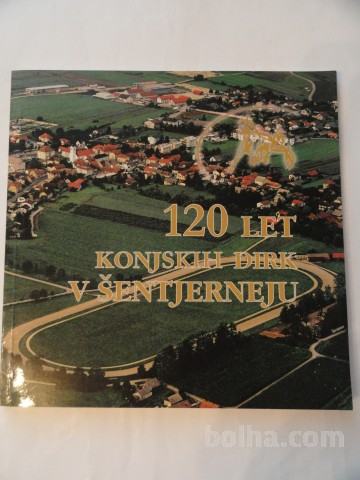 120 LET
KONJSKIH DIRK
V ŠENTJERNEJU
bolha.com